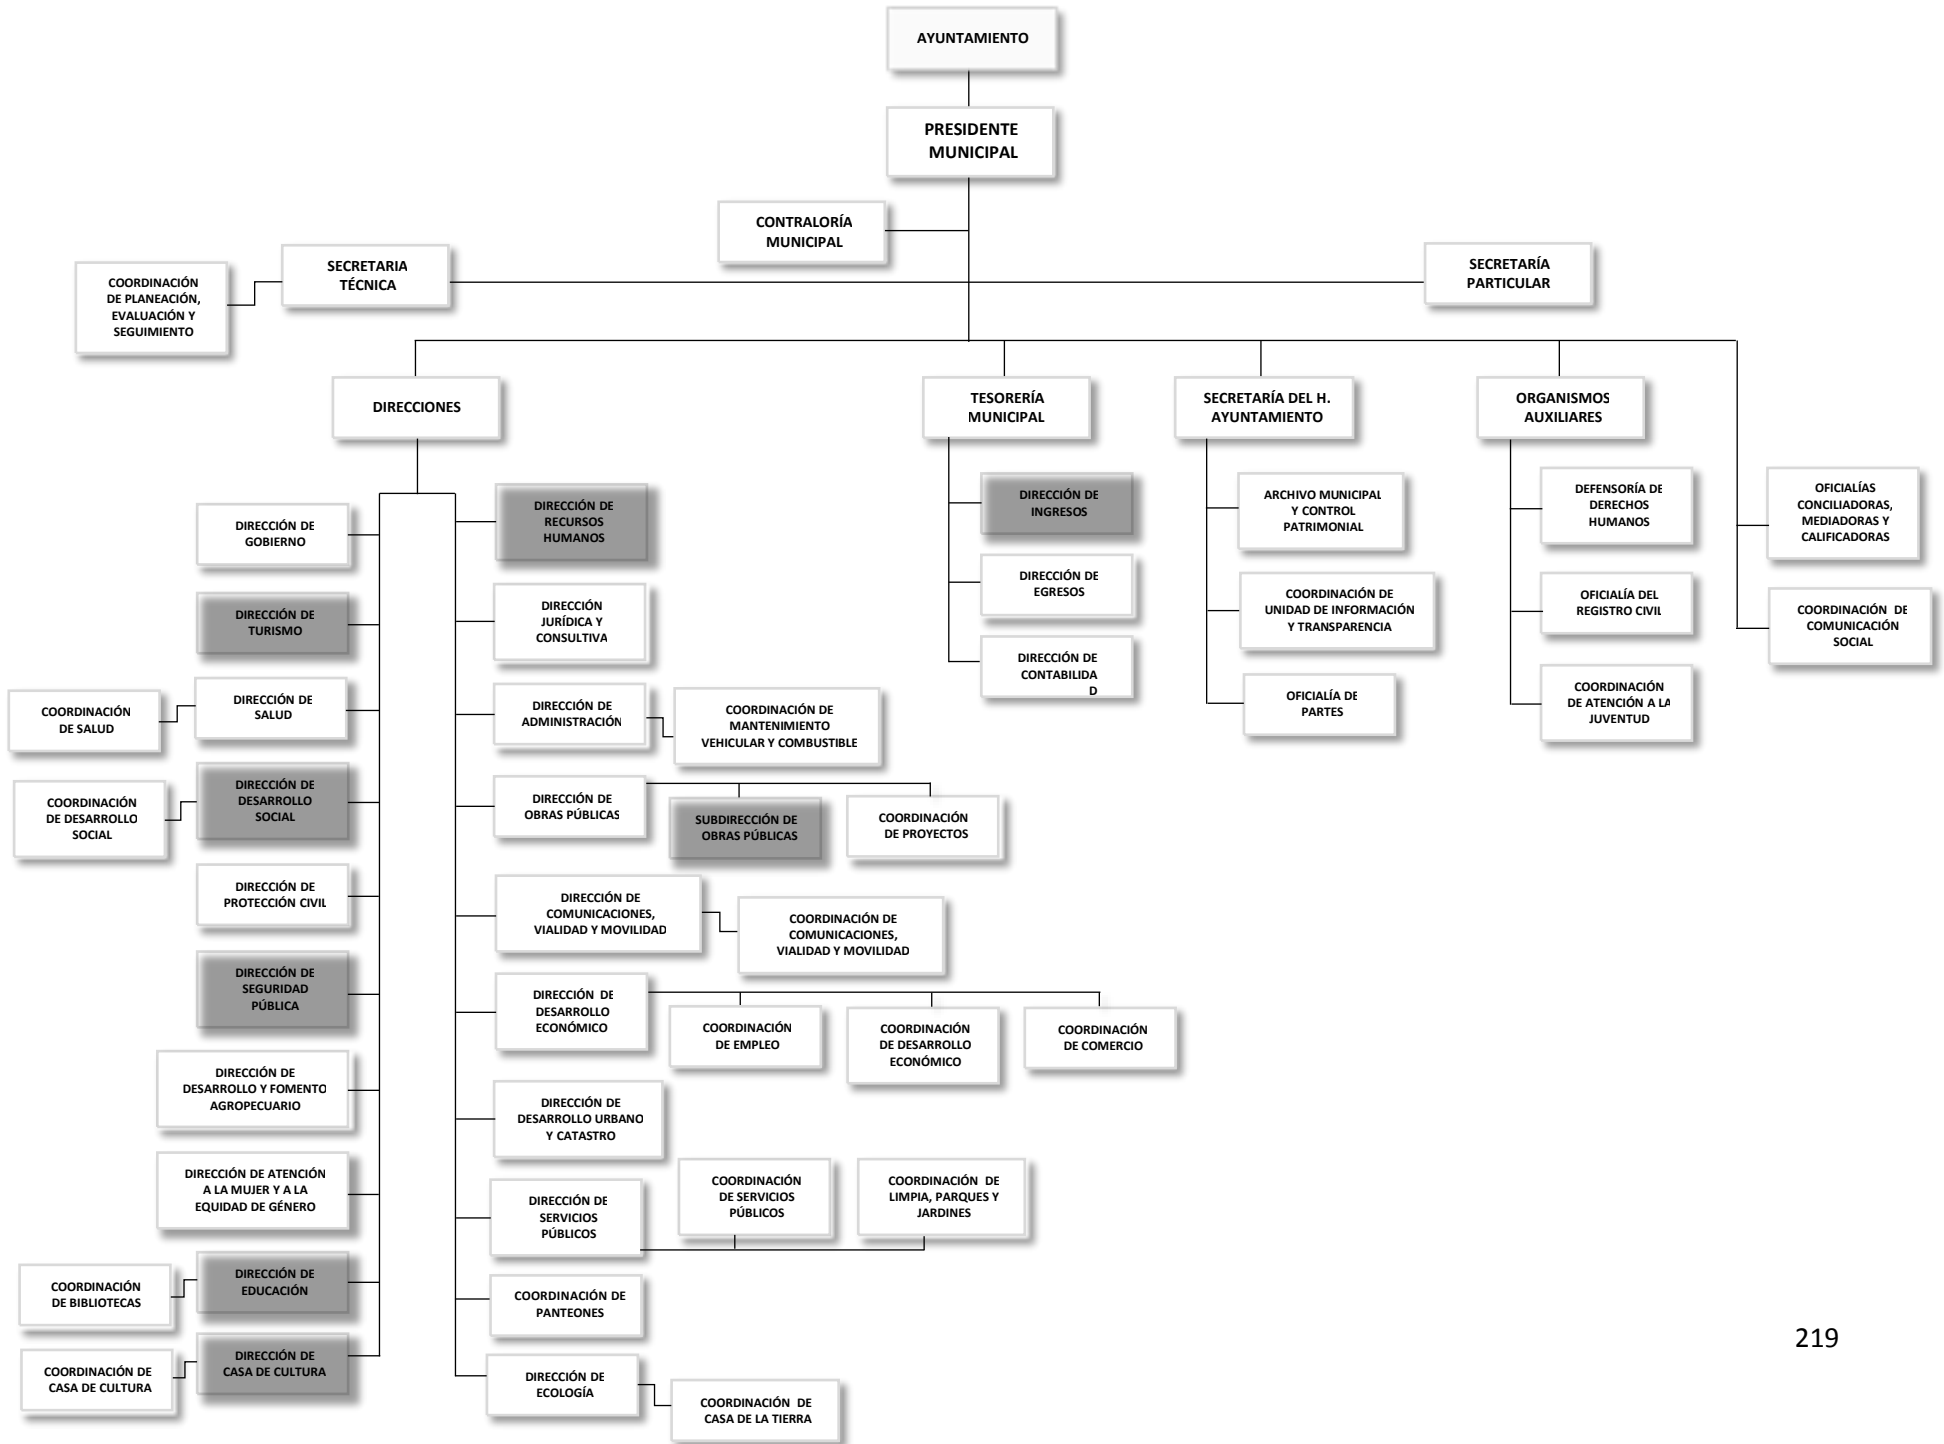 AYUNTAMIENTO
PRESIDENTE
MUNICIPAL
CONTRALORÍA
MUNICIPAL
SECRETARIA
TÉCNICA
SECRETARÍA
PARTICULAR
COORDINACIÓN
DE PLANEACIÓN,
EVALUACIÓN Y
SEGUIMIENTO
DIRECCIONES
TESORERÍA
MUNICIPAL
SECRETARÍA DEL H.
AYUNTAMIENTO
ORGANISMOS
AUXILIARES
DIRECCIÓN DE
GOBIERNO
DIRECCIÓN DE
TURISMO
DIRECCIÓN DE
SALUD
COORDINACIÓN
DE SALUD
DIRECCIÓN DE
DESARROLLO
SOCIAL
COORDINACIÓN
DE DESARROLLO
SOCIAL
DIRECCIÓN DE
PROTECCIÓN CIVIL
DIRECCIÓN DE
SEGURIDAD
PÚBLICA
DIRECCIÓN DE
DESARROLLO Y FOMENTO
AGROPECUARIO
DIRECCIÓN DE ATENCIÓN
A LA MUJER Y A LA
EQUIDAD DE GÉNERO
DIRECCIÓN DE
EDUCACIÓN
COORDINACIÓN
DE BIBLIOTECAS
DIRECCIÓN DE
CASA DE CULTURA
COORDINACIÓN DE
CASA DE CULTURA
DIRECCIÓN DE
RECURSOS
HUMANOS
DIRECCIÓN
JURÍDICA Y
CONSULTIVA
DIRECCIÓN DE
ADMINISTRACIÓN
COORDINACIÓN DE
MANTENIMIENTO
VEHICULAR Y COMBUSTIBLE
DIRECCIÓN DE
OBRAS PÚBLICAS
SUBDIRECCIÓN DE
OBRAS PÚBLICAS
COORDINACIÓN
DE PROYECTOS
DIRECCIÓN DE
COMUNICACIONES,
VIALIDAD Y MOVILIDAD
COORDINACIÓN DE
COMUNICACIONES,
VIALIDAD Y MOVILIDAD
DIRECCIÓN DE
DESARROLLO
ECONÓMICO
COORDINACIÓN
DE EMPLEO
COORDINACIÓN
DE DESARROLLO
ECONÓMICO
COORDINACIÓN
DE COMERCIO
DIRECCIÓN DE
DESARROLLO URBANO
Y CATASTRO
DIRECCIÓN DE
SERVICIOS
PÚBLICOS
COORDINACIÓN
DE SERVICIOS
PÚBLICOS
COORDINACIÓN DE
LIMPIA, PARQUES Y
JARDINES
COORDINACIÓN DE
PANTEONES
DIRECCIÓN DE
ECOLOGÍA
COORDINACIÓN DE
CASA DE LA TIERRA
DIRECCIÓN DE
INGRESOS
DIRECCIÓN DE
EGRESOS
DIRECCIÓN DE
CONTABILIDA
D
ARCHIVO MUNICIPAL
Y CONTROL
PATRIMONIAL
COORDINACIÓN DE
UNIDAD DE INFORMACIÓN
Y TRANSPARENCIA
OFICIALÍA DE
PARTES
DEFENSORÍA DE
DERECHOS
HUMANOS
OFICIALÍA DEL
REGISTRO CIVIL
COORDINACIÓN
DE ATENCIÓN A LA
JUVENTUD
OFICIALÍAS
CONCILIADORAS,
MEDIADORAS Y
CALIFICADORAS
COORDINACIÓN DE
COMUNICACIÓN
SOCIAL
219